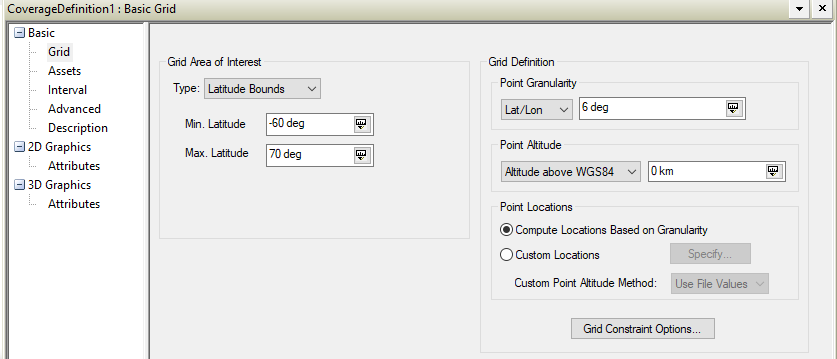 CoverageDefinition1 : Basic Grid
Basic
Grid
Assets
Interval
Advanced
Description
2D Graphics
Attributes
3D Graphics
Attributes
Grid Area of Interest
Type: Latitude Bounds
Min. Latitude -60 deg
Max. Latitude 70 deg
Grid Definition
Point Granularity
Lat/Lon 6 deg
Point Altitude
Altitude above WGS84 0 km
Point Locations
Compute Locations Based on Granularity
Custom Locations Specify...
Custom Point Altitude Method: Use File Values
Grid Constraint Options...